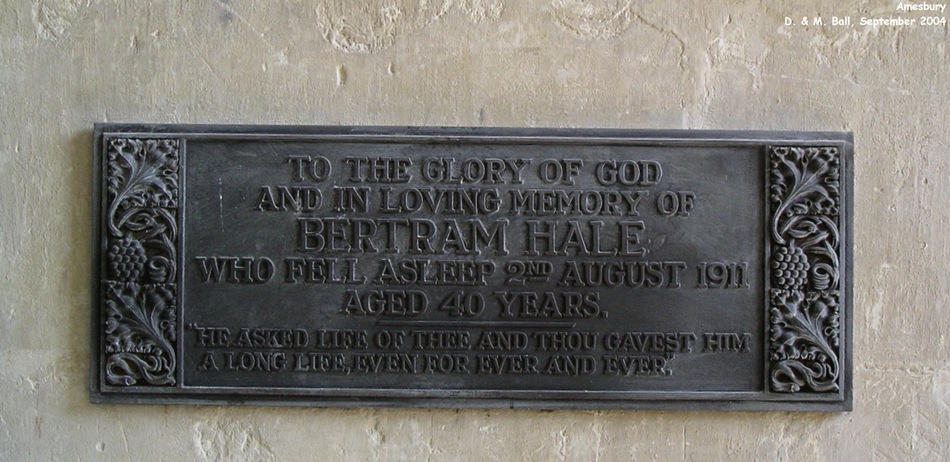 Amesbury
D. & M. Ball, September 2004
TO THE GLORY OF GOD
AND IN LOVING MEMORY OF
BERTRAM HALE,
WHO FELL ASLEEP 2ND AUGUST 1911
AGED 40 YEARS.
"HE ASKED LIFE OF THEE AND THOU GAVEST HIM
A LONG LIFE, EVEN FOR EVER AND EVER."